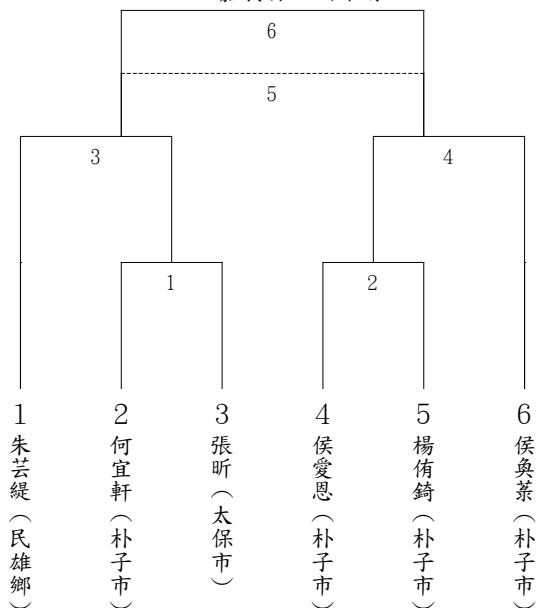 6
5
3
4
1
2
1 朱芸緹（民雄鄉）
2 何宜軒（朴子市）
3 張昕（太保市）
4 侯愛恩（朴子市）
5 楊侑錡（朴子市）
6 侯奐棻（朴子市）